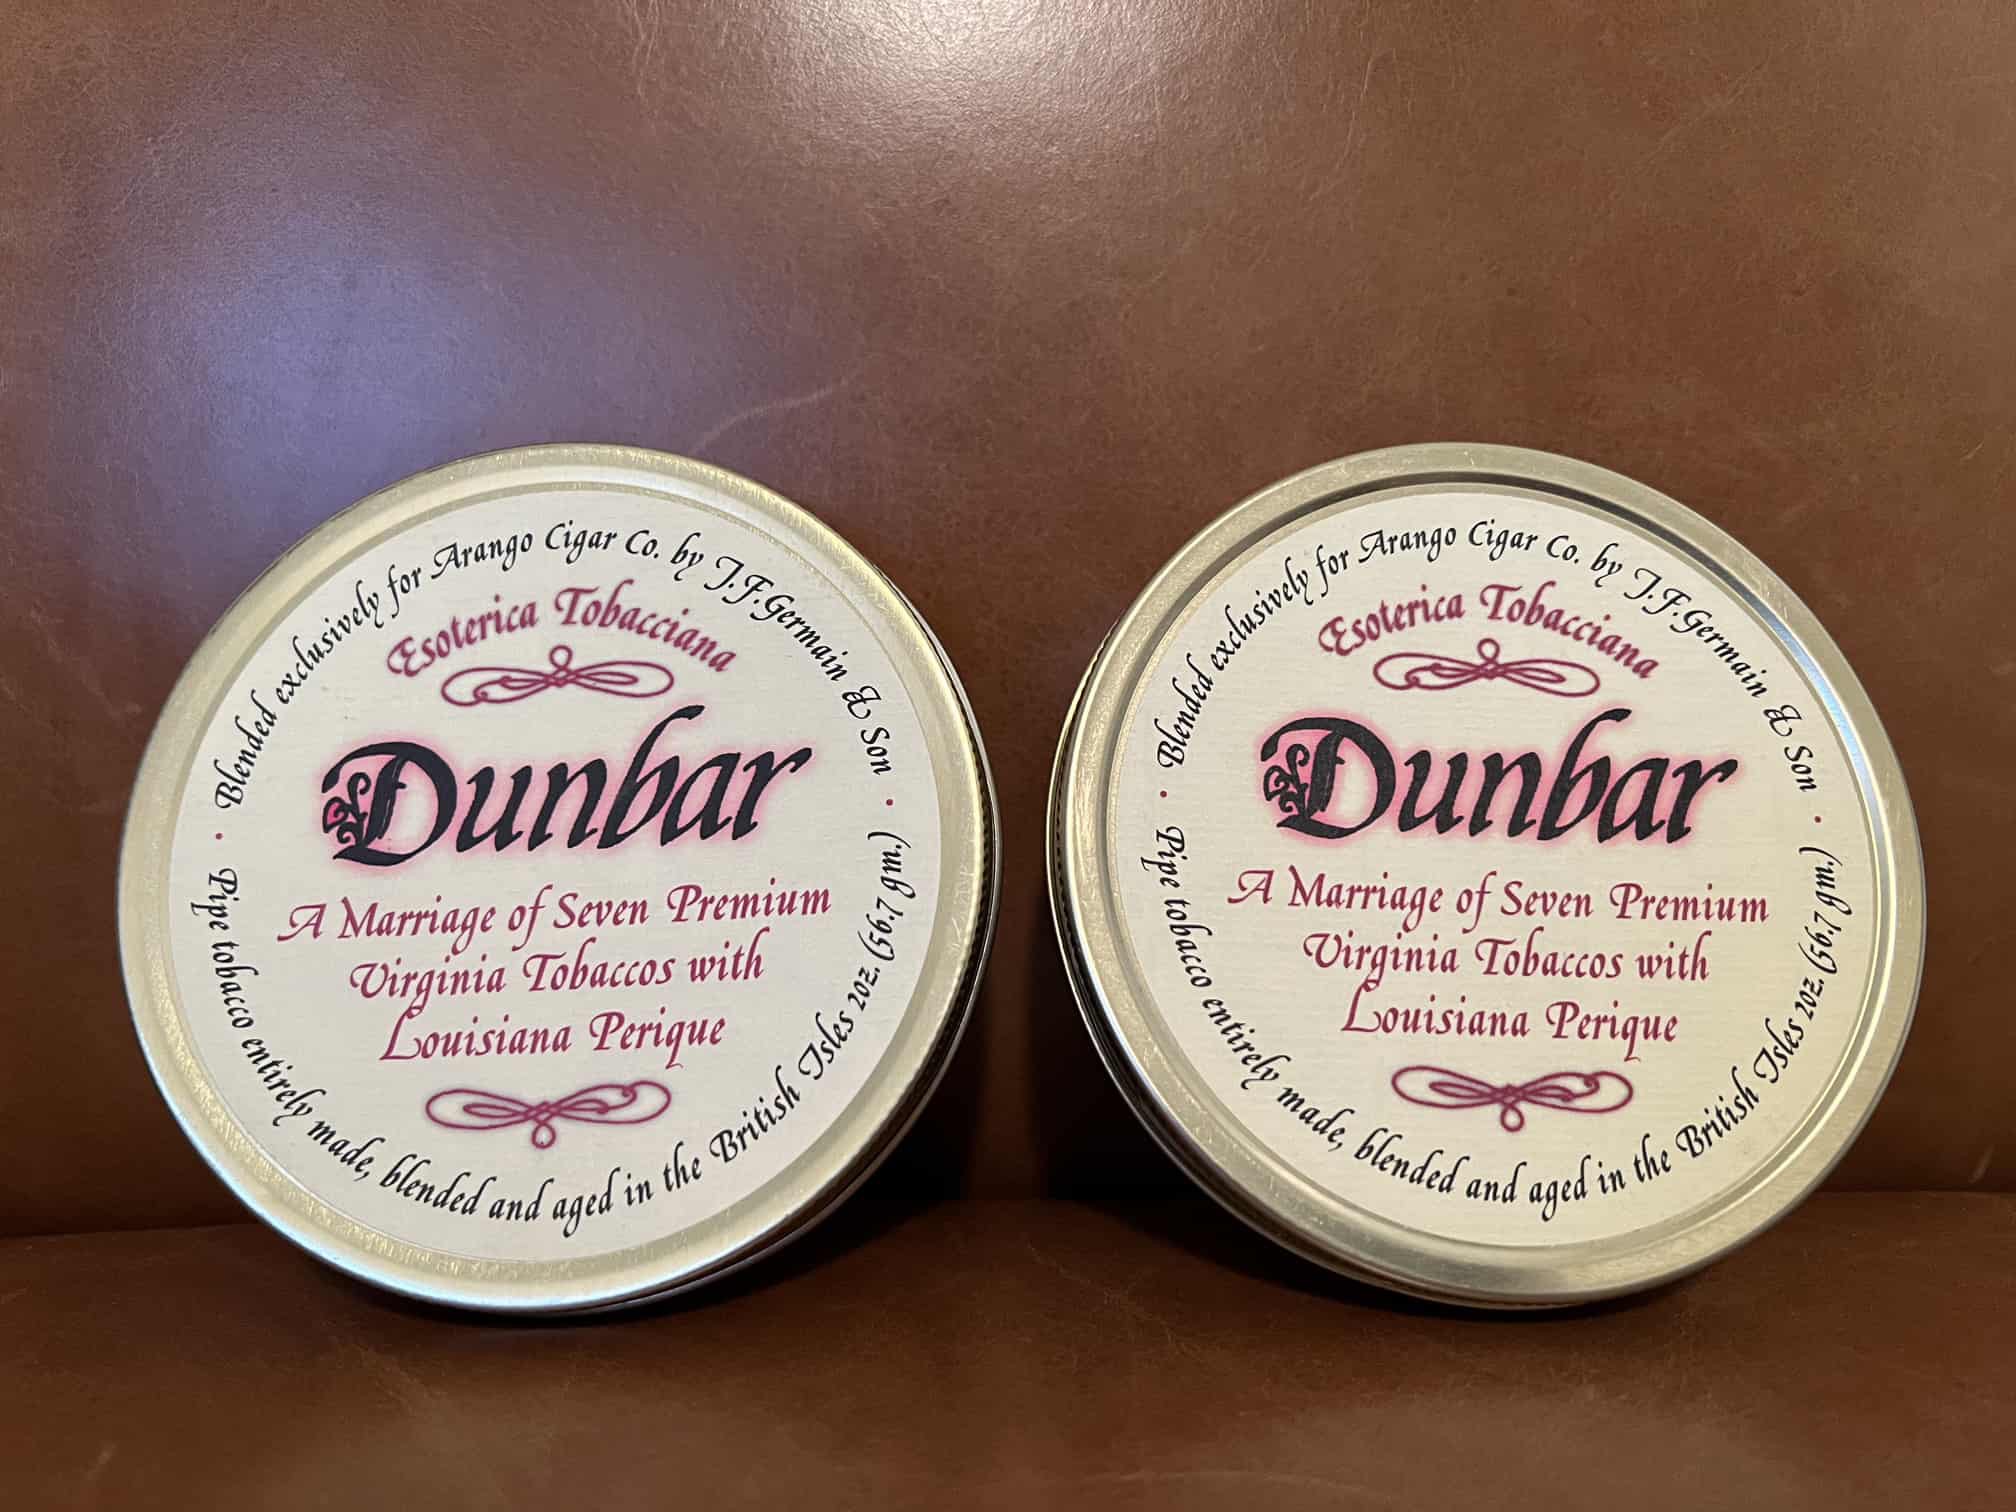 Blended exclusively for Arango Cigar Co. by J.F.Germain & Son
Esoterica Tobacciana
Dunbar
A Marriage of Seven Premium
Virginia Tobaccos with
Louisiana Perique
Pipe tobacco entirely made, blended and aged in the British Isles 2oz. (56.7 gm.)
Blended exclusively for Arango Cigar Co. by J.F.Germain & Son
Esoterica Tobacciana
Dunbar
A Marriage of Seven Premium
Virginia Tobaccos with
Louisiana Perique
Pipe tobacco entirely made, blended and aged in the British Isles 2oz. (56.7 gm.)